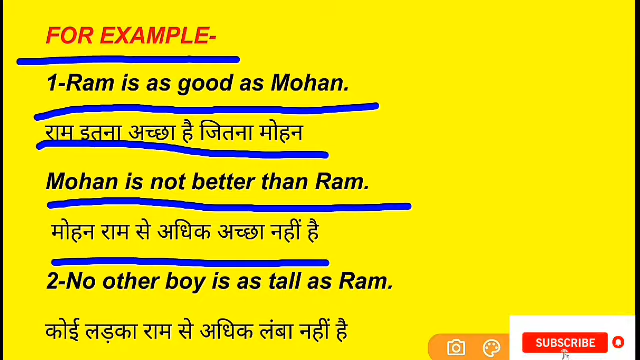 FOR EXAMPLE-
1-Ram is as good as Mohan.
राम इतना अच्छा है जितना मोहन
Mohan is not better than Ram.
मोहन राम से अधिक अच्छा नहीं है
2-No other boy is as tall as Ram.
कोई लड़का राम से अधिक लंबा नहीं है
SUBSCRIBE